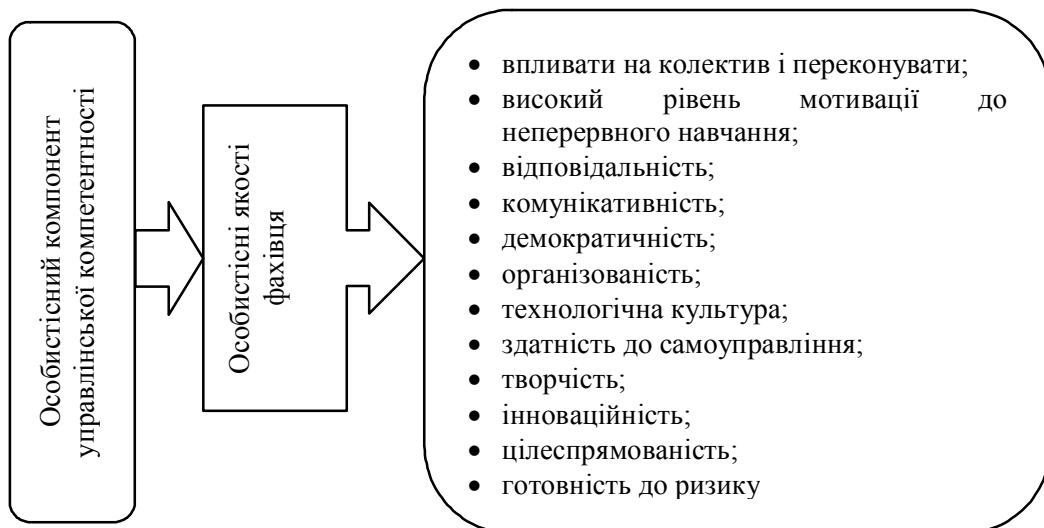 Особистісний компонент
управлінської компетентності
Особистісні якості
фахівця
• впливати на колектив і переконувати;
• високий рівень мотивації до
неперервного навчання;
• відповідальність;
• комунікативність;
• демократичність;
• організованість;
• технологічна культура;
• здатність до самоуправління;
• творчість;
• інноваційність;
• цілеспрямованість;
• готовність до ризику